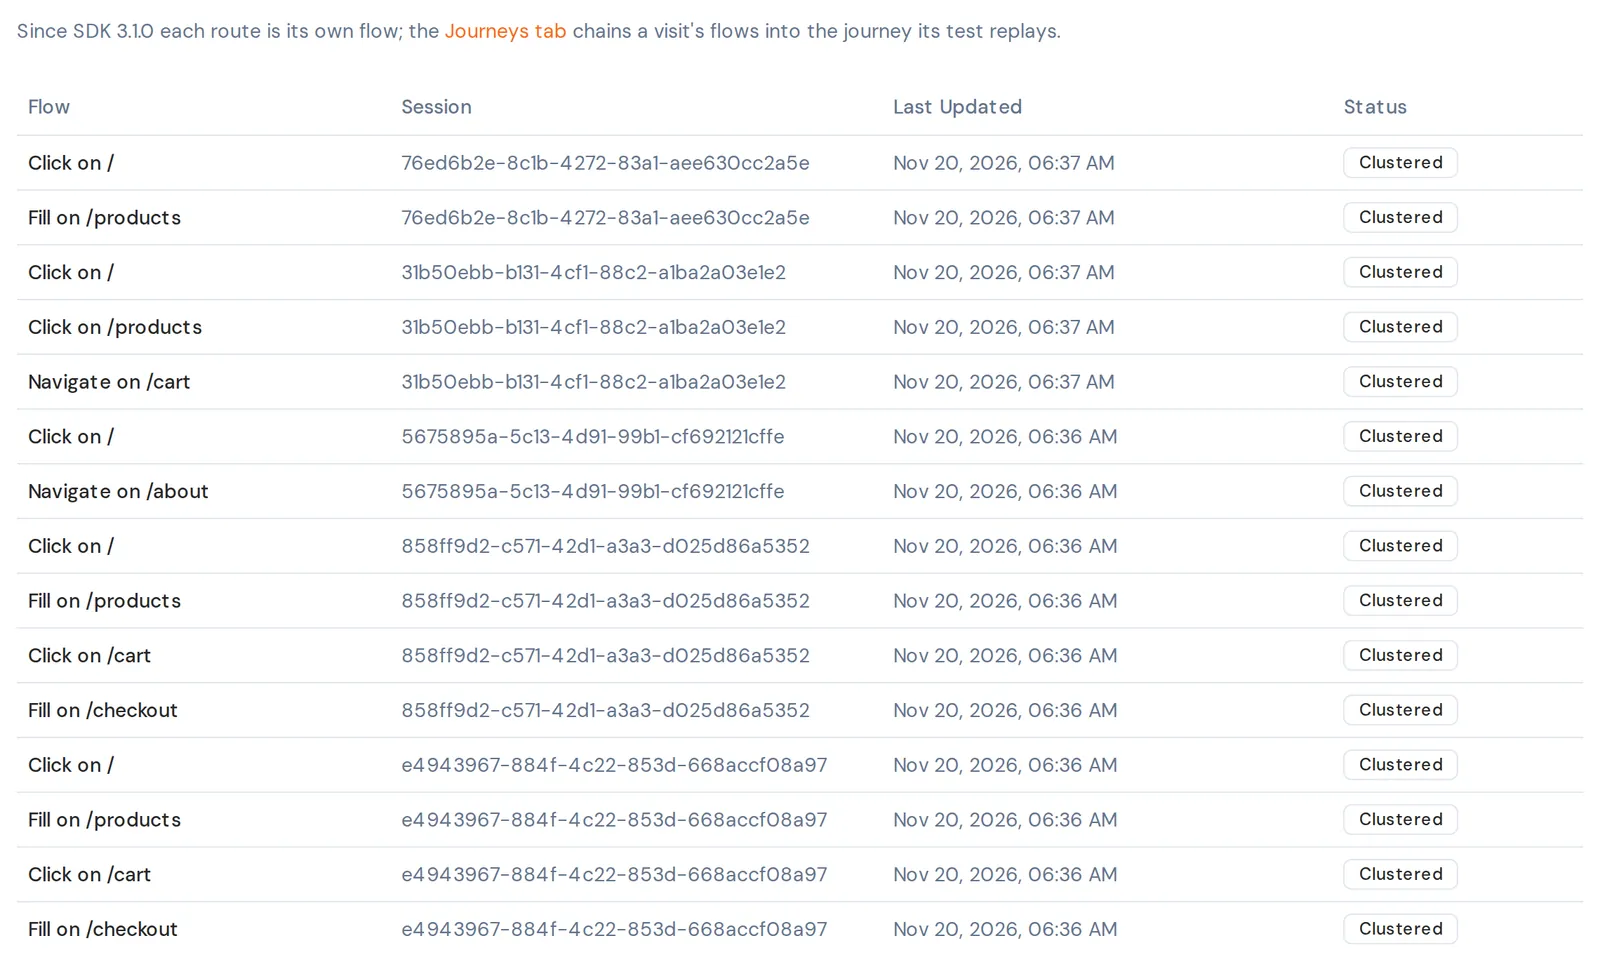 Since SDK 3.1.0 each route is its own flow; the Journeys tab chains a visit's flows into the journey its test replays.
Flow Session Last Updated Status
Click on / 76ed6b2e-8c1b-4272-83a1-aee630cc2a5e Nov 20, 2026, 06:37 AM Clustered
Fill on /products 76ed6b2e-8c1b-4272-83a1-aee630cc2a5e Nov 20, 2026, 06:37 AM Clustered
Click on / 31b50ebb-b131-4cf1-88c2-a1ba2a03e1e2 Nov 20, 2026, 06:37 AM Clustered
Click on /products 31b50ebb-b131-4cf1-88c2-a1ba2a03e1e2 Nov 20, 2026, 06:37 AM Clustered
Navigate on /cart 31b50ebb-b131-4cf1-88c2-a1ba2a03e1e2 Nov 20, 2026, 06:37 AM Clustered
Click on / 5675895a-5c13-4d91-99b1-cf692121cffe Nov 20, 2026, 06:36 AM Clustered
Navigate on /about 5675895a-5c13-4d91-99b1-cf692121cffe Nov 20, 2026, 06:36 AM Clustered
Click on / 858ff9d2-c571-42d1-a3a3-d025d86a5352 Nov 20, 2026, 06:36 AM Clustered
Fill on /products 858ff9d2-c571-42d1-a3a3-d025d86a5352 Nov 20, 2026, 06:36 AM Clustered
Click on /cart 858ff9d2-c571-42d1-a3a3-d025d86a5352 Nov 20, 2026, 06:36 AM Clustered
Fill on /checkout 858ff9d2-c571-42d1-a3a3-d025d86a5352 Nov 20, 2026, 06:36 AM Clustered
Click on / e4943967-884f-4c22-853d-668accf08a97 Nov 20, 2026, 06:36 AM Clustered
Fill on /products e4943967-884f-4c22-853d-668accf08a97 Nov 20, 2026, 06:36 AM Clustered
Click on /cart e4943967-884f-4c22-853d-668accf08a97 Nov 20, 2026, 06:36 AM Clustered
Fill on /checkout e4943967-884f-4c22-853d-668accf08a97 Nov 20, 2026, 06:36 AM Clustered